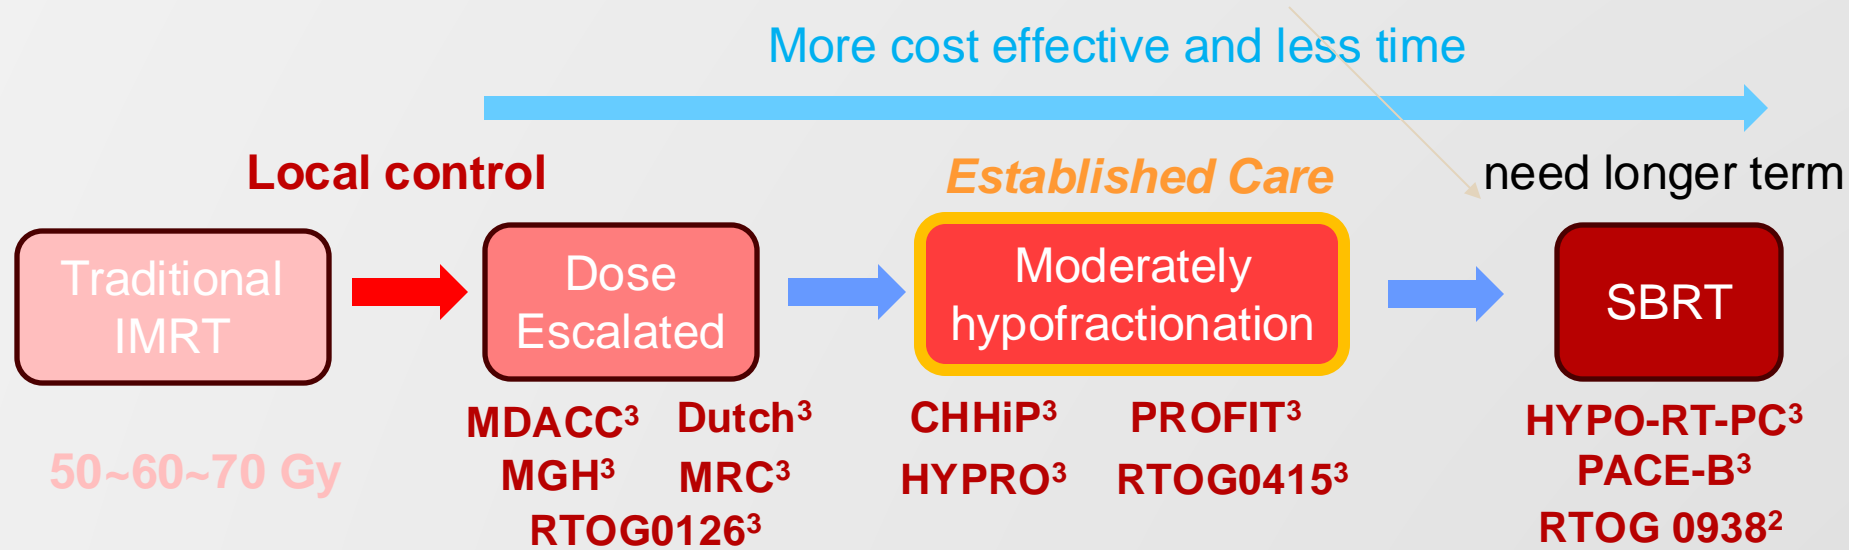 More cost effective and less time
Local control
Established Care
need longer term
Traditional
IMRT
Dose
Escalated
Moderately
hypofractionation
SBRT
50~60~70 Gy
MDACC³ Dutch³
MGH³ MRC³
RTOG0126³
CHHiP³ PROFIT³
HYPRO³ RTOG0415³
HYPO-RT-PC³
PACE-B³
RTOG 0938²